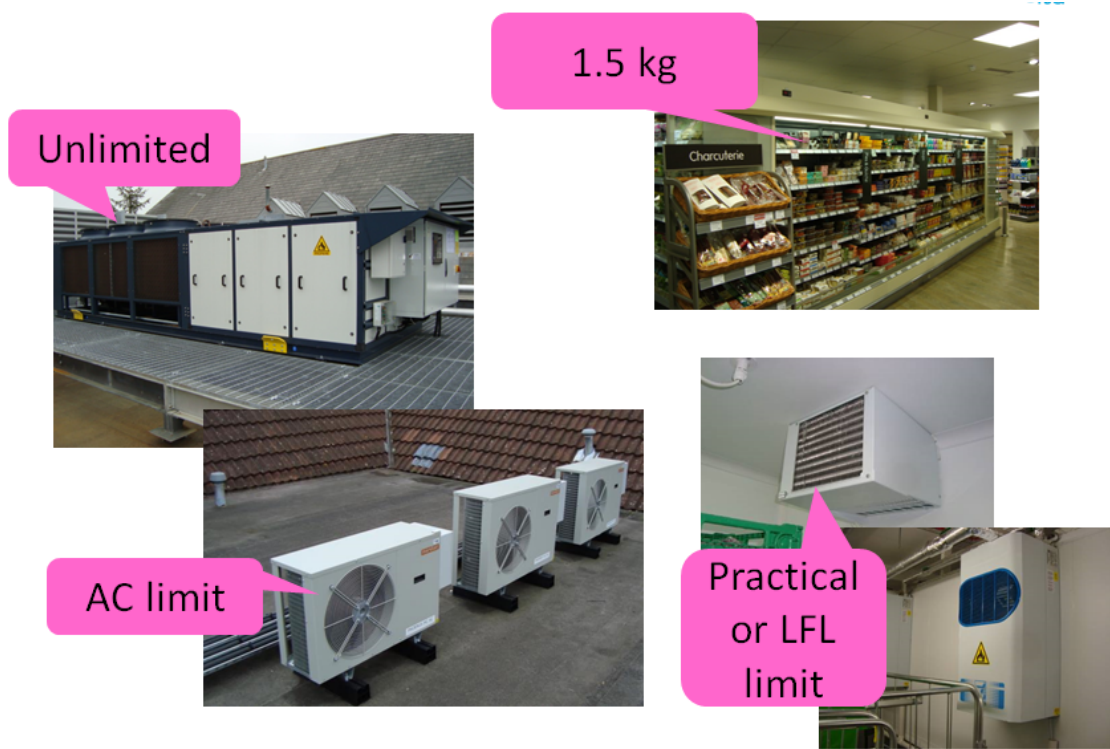 1.5 kg
Unlimited
Charcuterie
AC limit
Practical
or LFL
limit